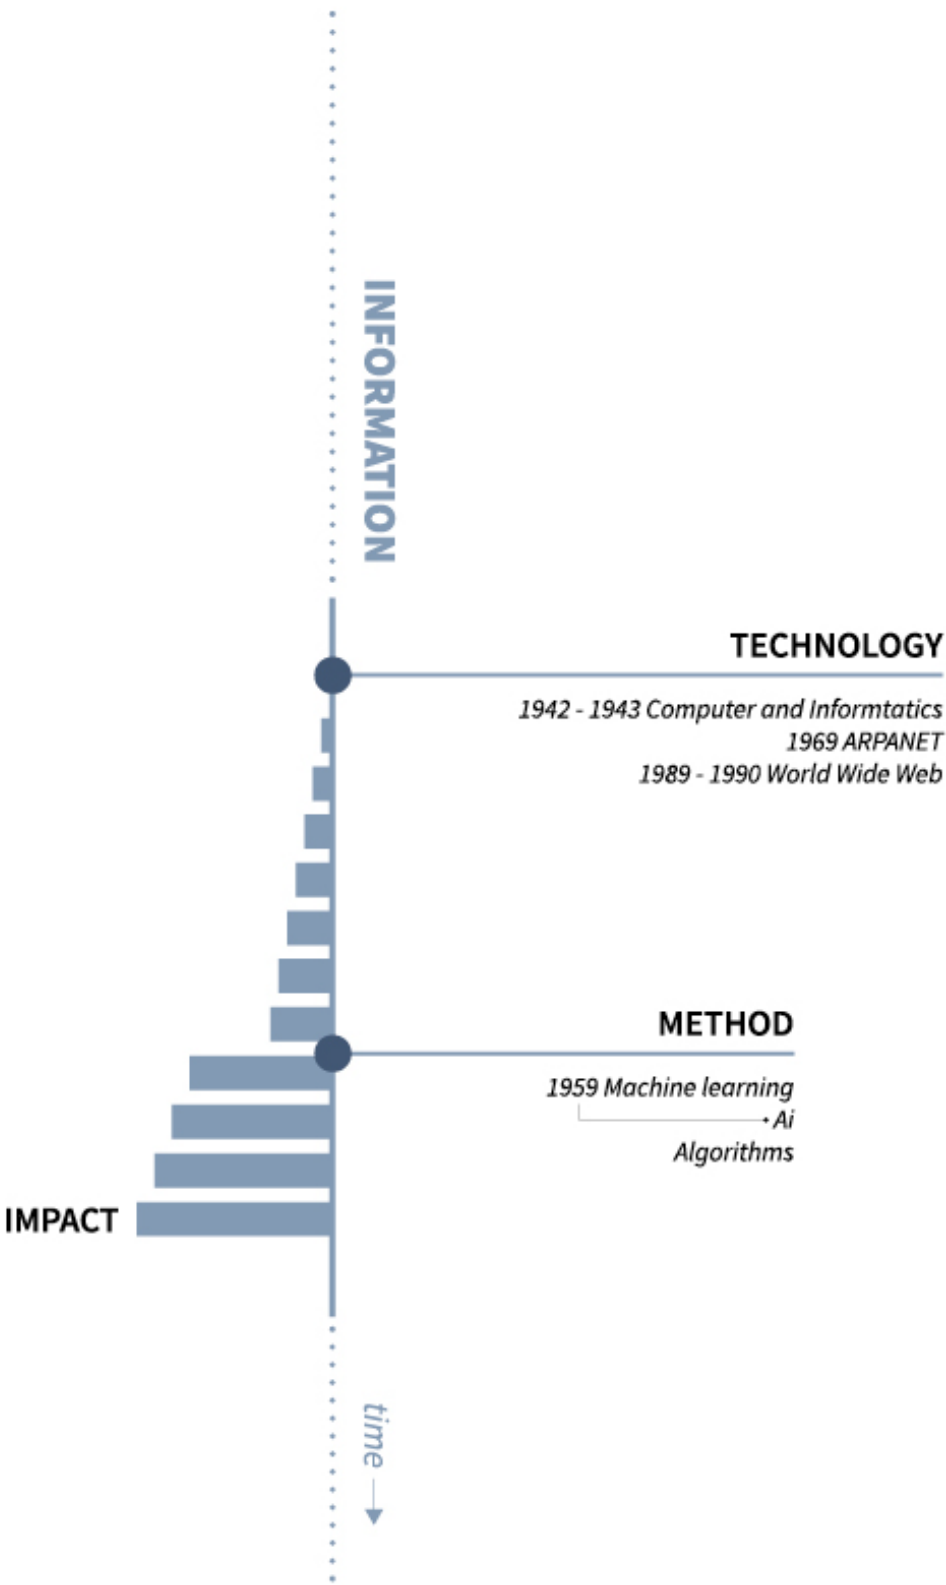 INFORMATION
TECHNOLOGY
1942 - 1943 Computer and Informtatics
1969 ARPANET
1989 - 1990 World Wide Web
METHOD
1959 Machine learning
Ai
Algorithms
IMPACT
time